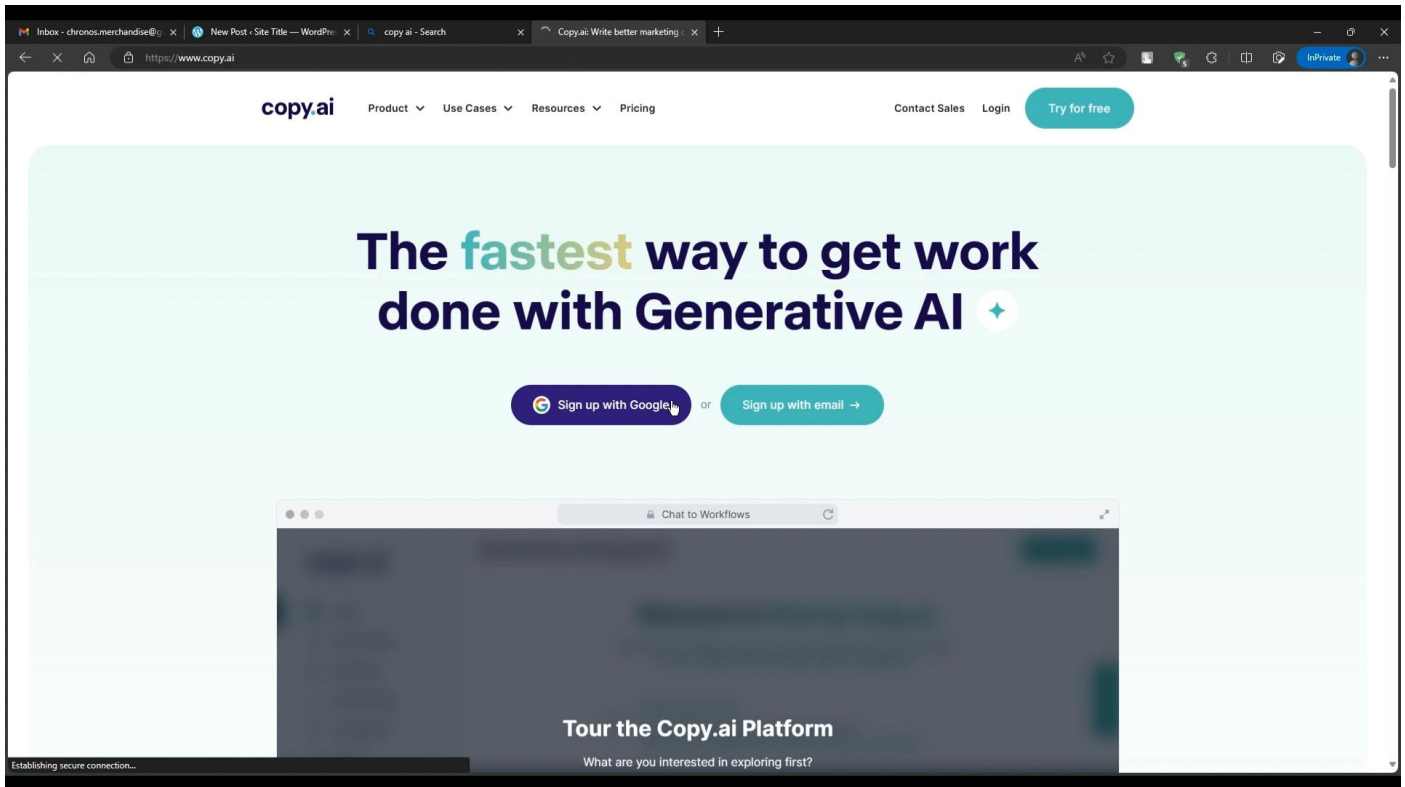 Inbox - chronos.merchandise@g
New Post ‹ Site Title — WordPre
copy ai - Search
Copy.ai: Write better marketing c
https://www.copy.ai
InPrivate
copy.ai
Product
Use Cases
Resources
Pricing
Contact Sales
Login
Try for free
The fastest way to get work
done with Generative AI
Sign up with Google
or
Sign up with email →
Chat to Workflows
Tour the Copy.ai Platform
What are you interested in exploring first?
Establishing secure connection...